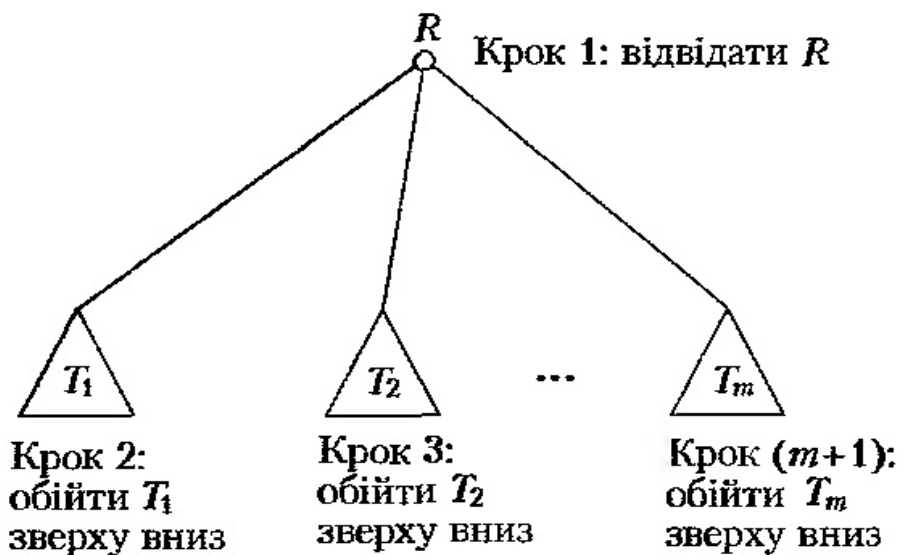 R
Крок 1: відвідати R
T₁
T₂
...
Tₘ
Крок 2:
обійти T₁
зверху вниз
Крок 3:
обійти T₂
зверху вниз
Крок (m+1):
обійти Tₘ
зверху вниз